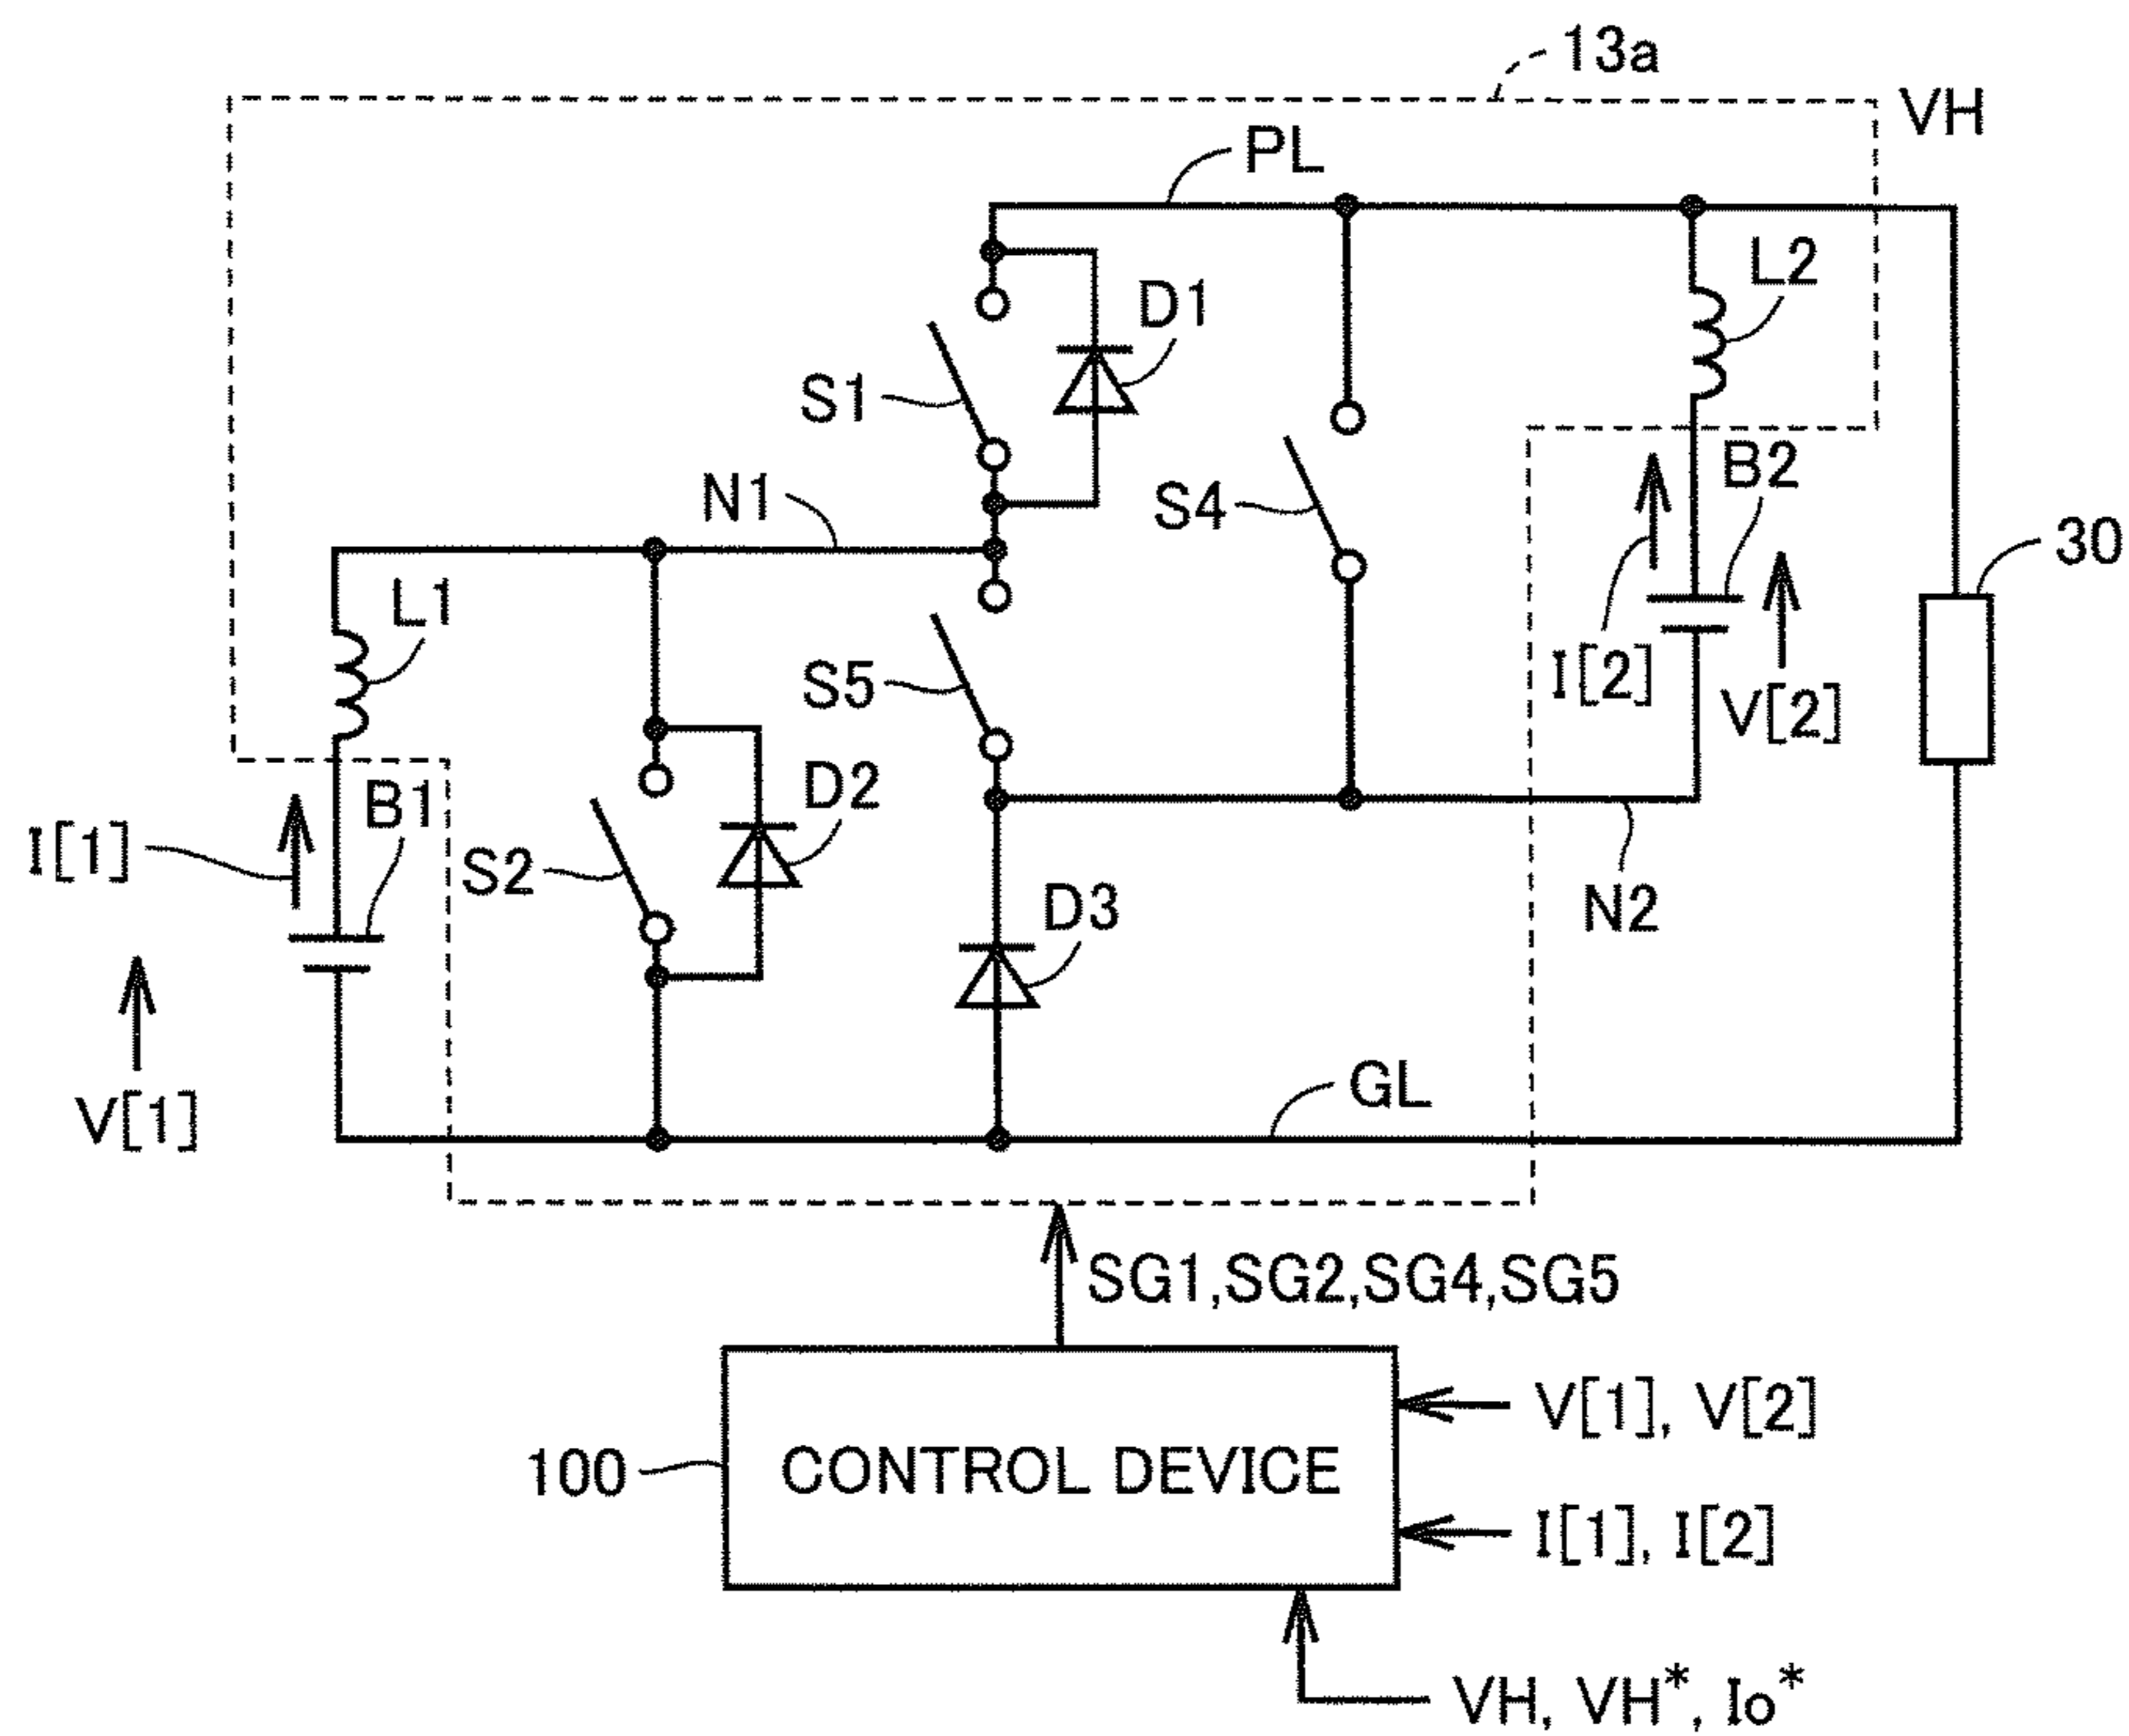 13a
VH
PL
L2
D1
S1
B2
N1
S4
30
L1
I[2]
S5
V[2]
D2
B1
I[1]
S2
D3
N2
GL
V[1]
SG1,SG2,SG4,SG5
V[1], V[2]
100
CONTROL DEVICE
I[1], I[2]
VH, VH*, Io*